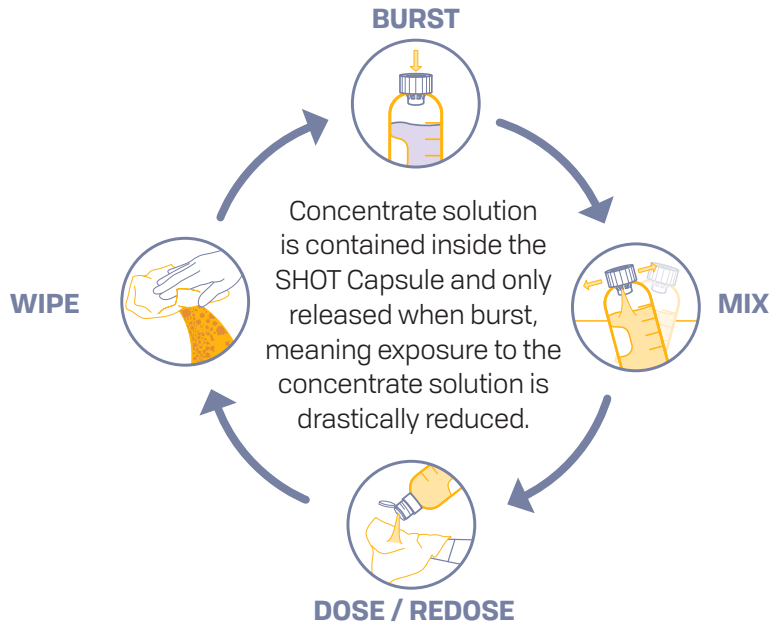 BURST
Concentrate solution
is contained inside the
SHOT Capsule and only
released when burst,
meaning exposure to the
concentrate solution is
drastically reduced.
WIPE
MIX
DOSE / REDOSE